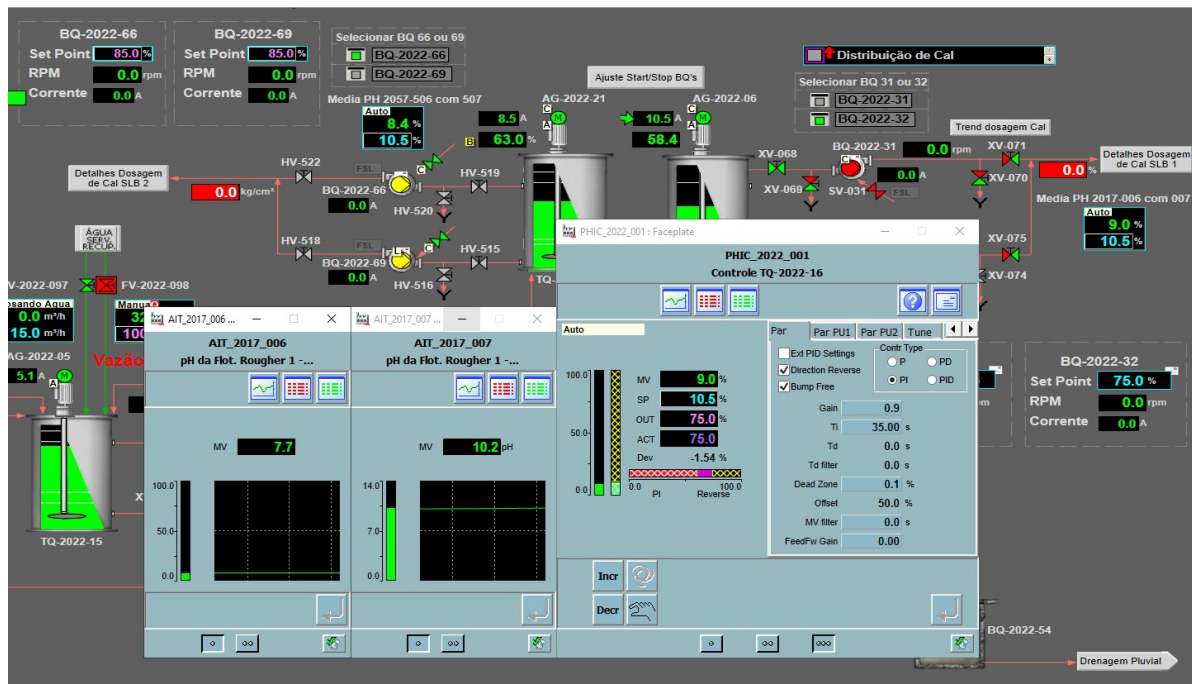 BQ-2022-66
Set Point 85.0 %
RPM 0.0 rpm
Corrente 0.0 A
BQ-2022-69
Set Point 85.0 %
RPM 0.0 rpm
Corrente 0.0 A
Selecionar BQ 66 ou 69
BQ-2022-66
BQ-2022-69
Ajuste Start/Stop BQ's
Distribuição de Cal
Selecionar BQ 31 ou 32
BQ-2022-31
BQ-2022-32
Trend dosagem Cal
Media PH 2057-506 com 507
Auto
8.4 %
10.5 %
8.5 A
B 63.0 %
AG-2022-21
C
M
A
10.5 A
58.4
AG-2022-06
C
M
A
XV-068
XV-069
BQ-2022-31
0.0 rpm
C
0.0 A
SV-031
FSL
XV-071
XV-070
0.0 %
Detalhes Dosagem
de Cal SLB 1
Media PH 2017-006 com 007
Auto
9.0 %
10.5 %
XV-075
XV-074
Detalhes Dosagem
de Cal SLB 2
0.0 kg/cm²
HV-522
FSL
BQ-2022-66
0.0 A
C
HV-519
HV-520
HV-518
FSL
BQ-2022-69
0.0 A
L
C
HV-515
HV-516
TQ-
ÁGUA
SERV.
RECUP.
V-2022-097
FV-2022-098
osando Agua
0.0 m³/h
15.0 m³/h
Manua
32
100
AG-2022-05
5.1 A
M
A
Vazão
TQ-2022-15
X
AIT_2017_006 ...
AIT_2017_006
pH da Flot. Rougher 1 -...
MV 7.7
100.0
50.0
0.0
AIT_2017_007 ...
AIT_2017_007
pH da Flot. Rougher 1 -...
MV 10.2 pH
14.0
7.0
0.0
PHIC_2022_001 : Faceplate
PHIC_2022_001
Controle TQ-2022-16
Auto
100.0
50.0
0.0
MV 9.0 %
SP 10.5 %
OUT 75.0 %
ACT 75.0
Dev -1.54 %
0.0 100.0
PI Reverse
Par Par PU1 Par PU2 Tune
Ext PID Settings
Direction Reverse
Bump Free
Contr Type
P PD
PI PID
Gain 0.9
Ti 35.00 s
Td 0.0 s
Td filter 0.0 s
Dead Zone 0.1 %
Offset 50.0 %
MV filter 0.0 s
FeedFw Gain 0.00
Incr
Decr
BQ-2022-32
Set Point 75.0 %
RPM 0.0 rpm
Corrente 0.0 A
BQ-2022-54
Drenagem Pluvial